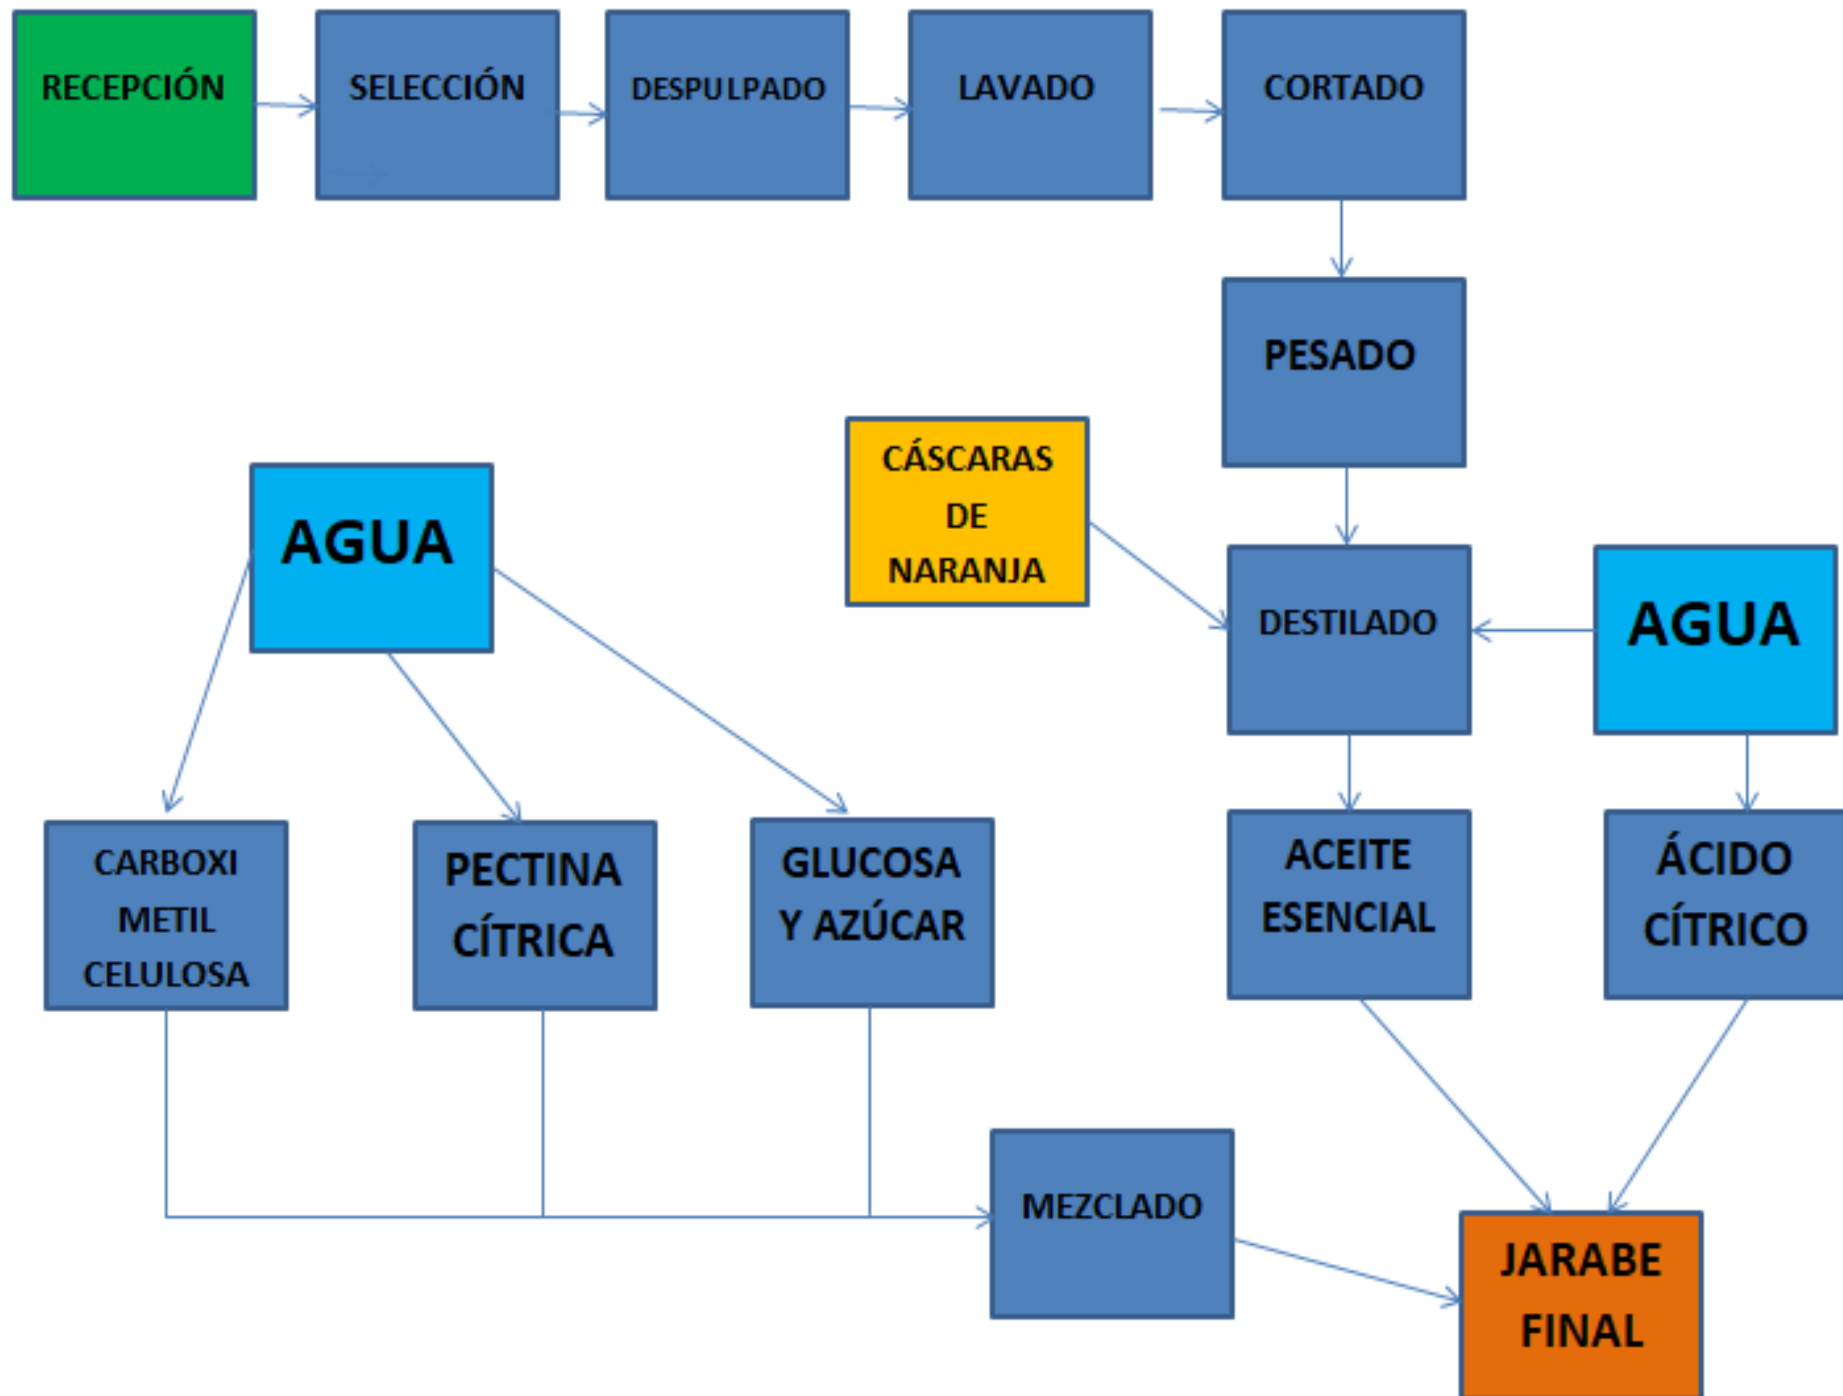 RECEPCIÓN
SELECCIÓN
DESPULPADO
LAVADO
CORTADO
PESADO
CÁSCARAS
DE
NARANJA
AGUA
DESTILADO
AGUA
CARBOXI
METIL
CELULOSA
PECTINA
CÍTRICA
GLUCOSA
Y AZÚCAR
ACEITE
ESENCIAL
ÁCIDO
CÍTRICO
MEZCLADO
JARABE
FINAL